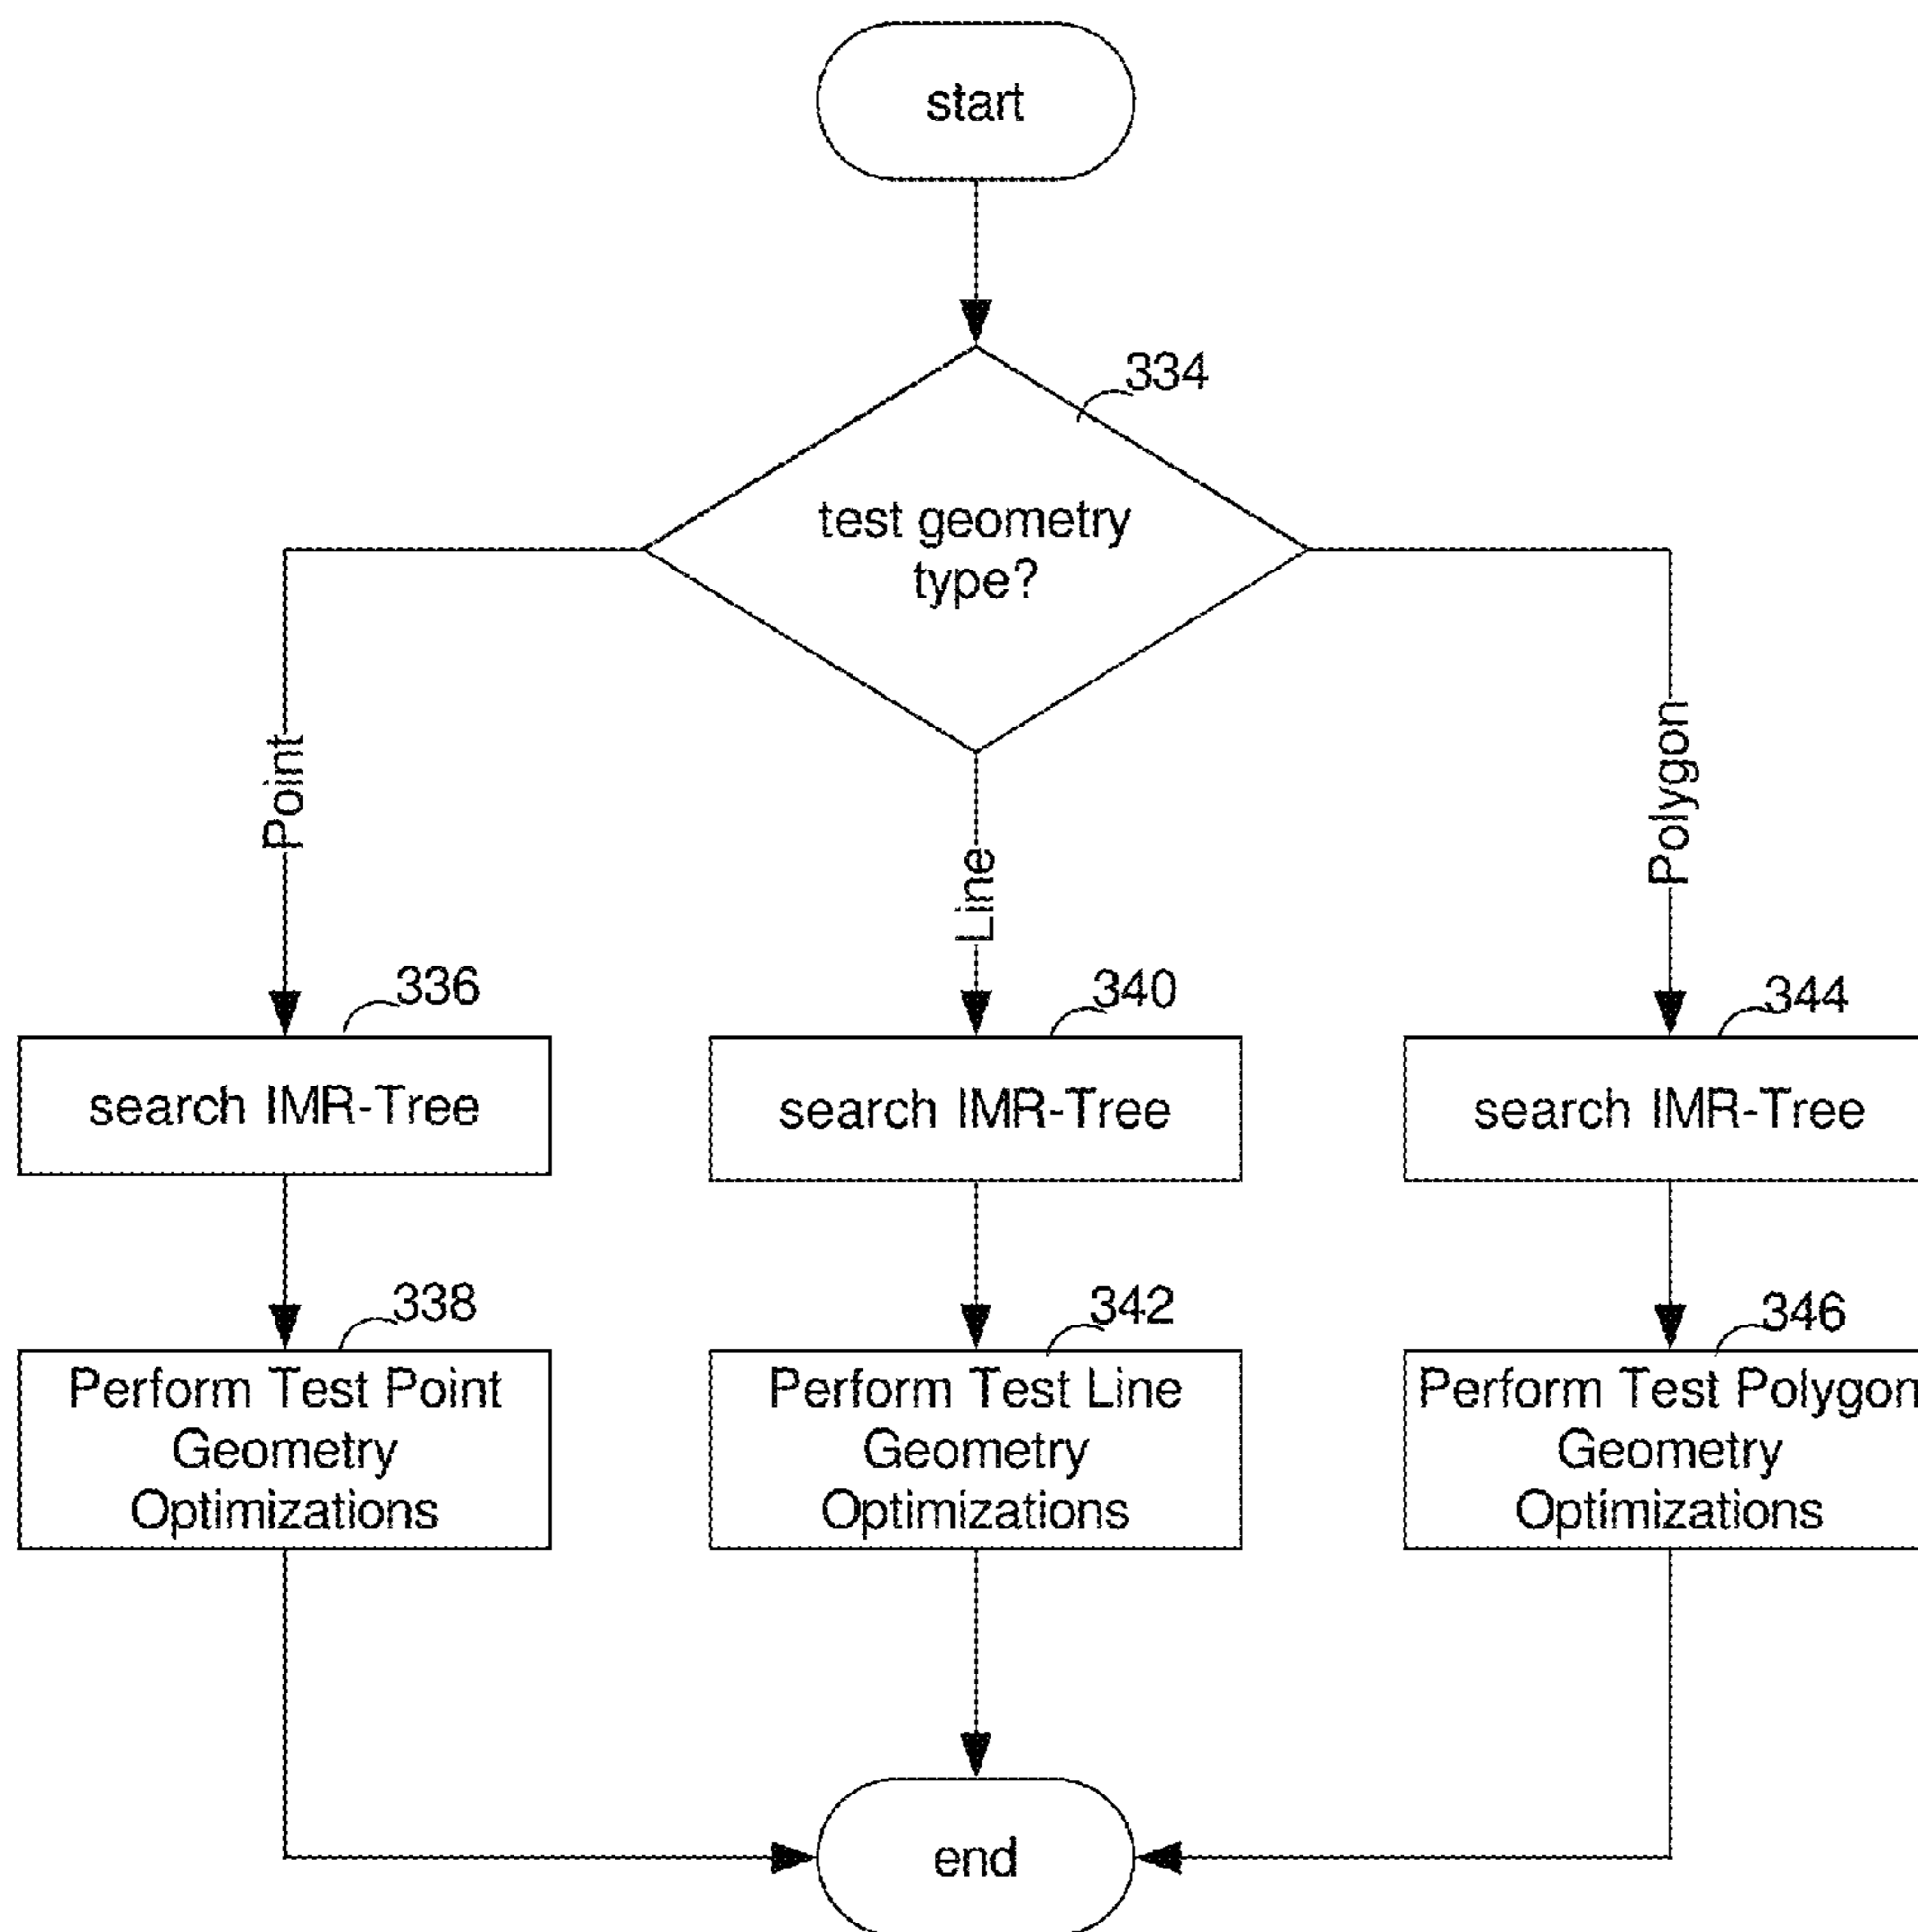 start
334
test geometry
type?
Point
Line
Polygon
336
search IMR-Tree
340
search IMR-Tree
344
search IMR-Tree
338
Perform Test Point
Geometry
Optimizations
342
Perform Test Line
Geometry
Optimizations
346
Perform Test Polygon
Geometry
Optimizations
end